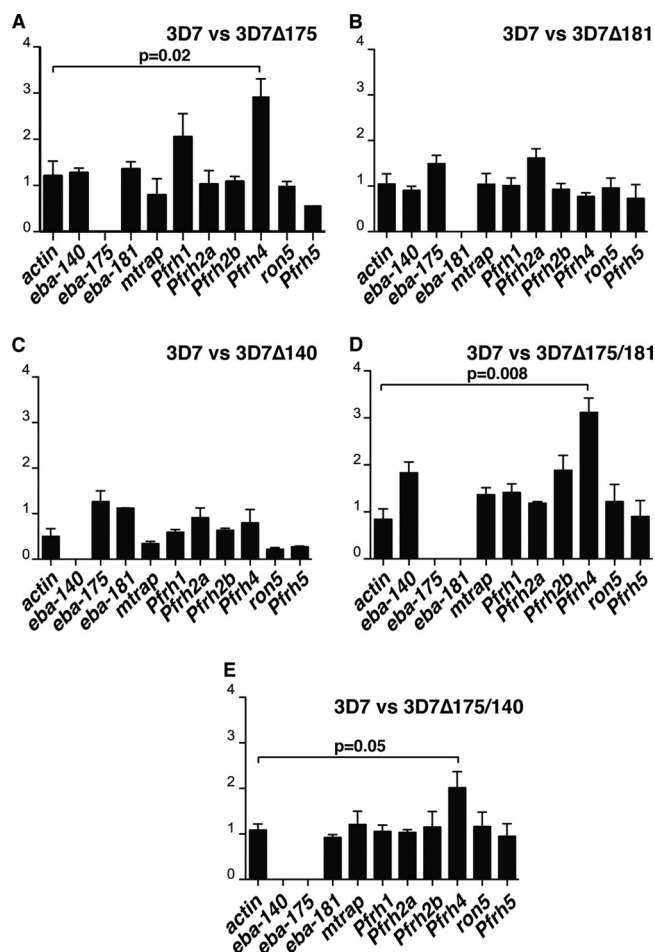 A
3D7 vs 3D7Δ175
p=0.02
4
3
2
1
0
actin
eba-140
eba-175
eba-181
mtrap
Pfrh1
Pfrh2a
Pfrh2b
Pfrh4
ron5
Pfrh5
B
3D7 vs 3D7Δ181
4
3
2
1
0
actin
eba-140
eba-175
eba-181
mtrap
Pfrh1
Pfrh2a
Pfrh2b
Pfrh4
ron5
Pfrh5
C
3D7 vs 3D7Δ140
4
3
2
1
0
actin
eba-140
eba-175
eba-181
mtrap
Pfrh1
Pfrh2a
Pfrh2b
Pfrh4
ron5
Pfrh5
D
3D7 vs 3D7Δ175/181
p=0.008
4
3
2
1
0
actin
eba-140
eba-175
eba-181
mtrap
Pfrh1
Pfrh2a
Pfrh2b
Pfrh4
ron5
Pfrh5
E
3D7 vs 3D7Δ175/140
p=0.05
4
3
2
1
0
actin
eba-140
eba-175
eba-181
mtrap
Pfrh1
Pfrh2a
Pfrh2b
Pfrh4
ron5
Pfrh5